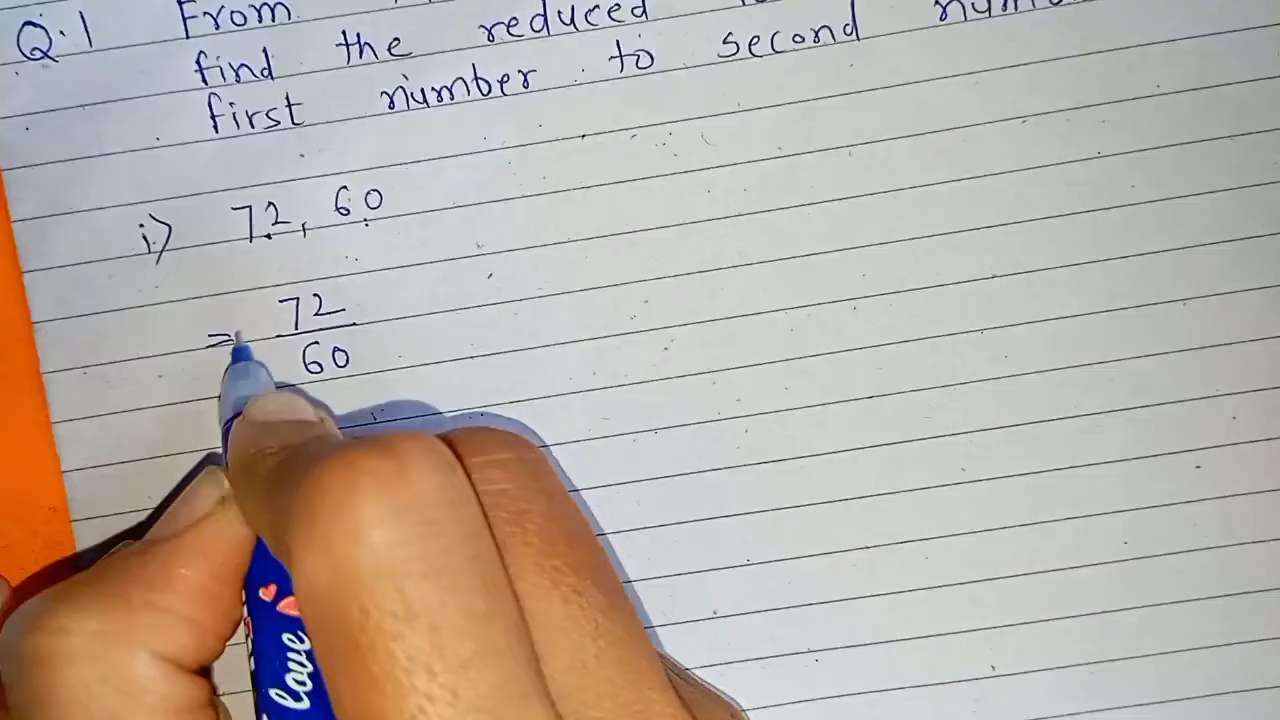 Q.1 From
find the reduced
first number to second
i) 72, 60
= 72
60
love